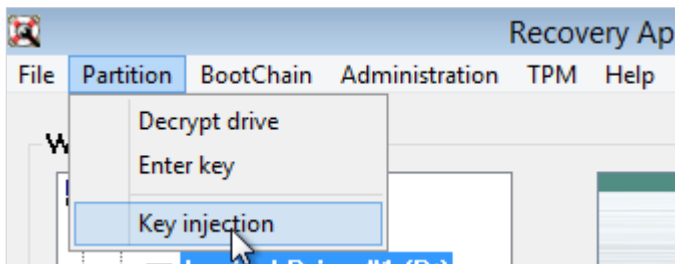 Recovery Ap
File Partition BootChain Administration TPM Help
Decrypt drive
Enter key
Key injection